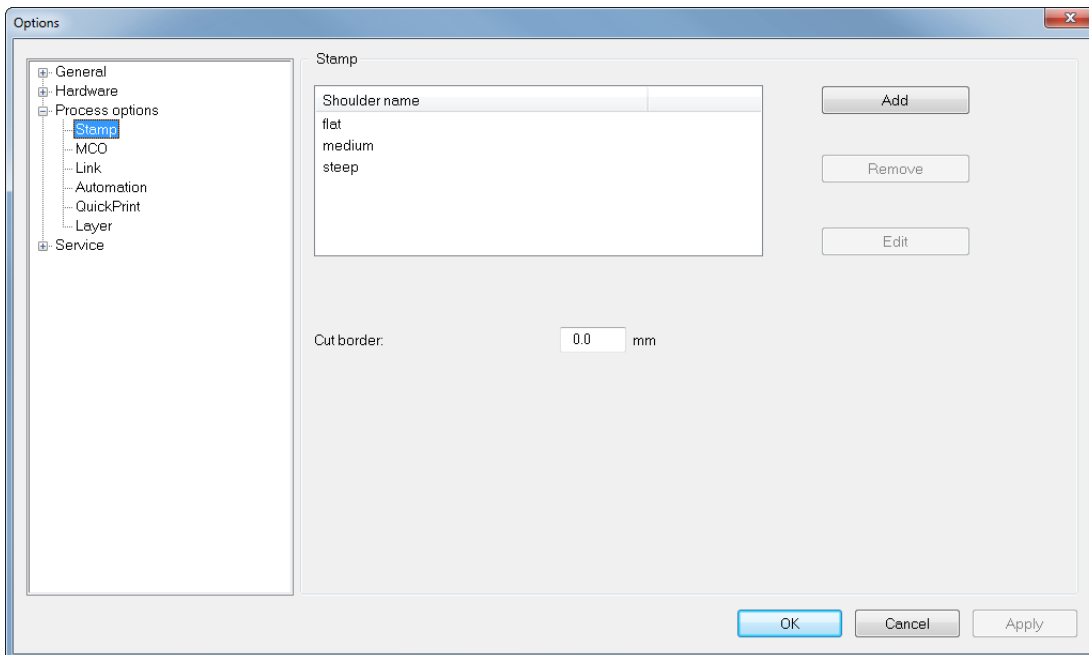 Options
General
Hardware
Process options
Stamp
MCO
Link
Automation
QuickPrint
Layer
Service
Stamp
Shoulder name
flat
medium
steep
Add
Remove
Edit
Cut border: 0.0 mm
OK Cancel Apply